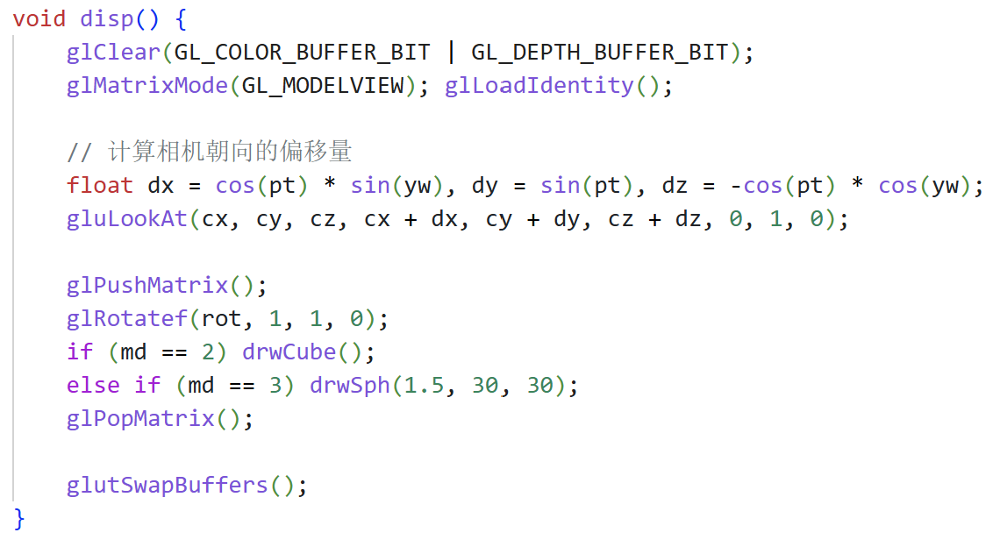 void disp() {
    glClear(GL_COLOR_BUFFER_BIT | GL_DEPTH_BUFFER_BIT);
    glMatrixMode(GL_MODELVIEW); glLoadIdentity();

    // 计算相机朝向的偏移量
    float dx = cos(pt) * sin(yw), dy = sin(pt), dz = -cos(pt) * cos(yw);
    gluLookAt(cx, cy, cz, cx + dx, cy + dy, cz + dz, 0, 1, 0);

    glPushMatrix();
    glRotatef(rot, 1, 1, 0);
    if (md == 2) drwCube();
    else if (md == 3) drwSph(1.5, 30, 30);
    glPopMatrix();

    glutSwapBuffers();
}